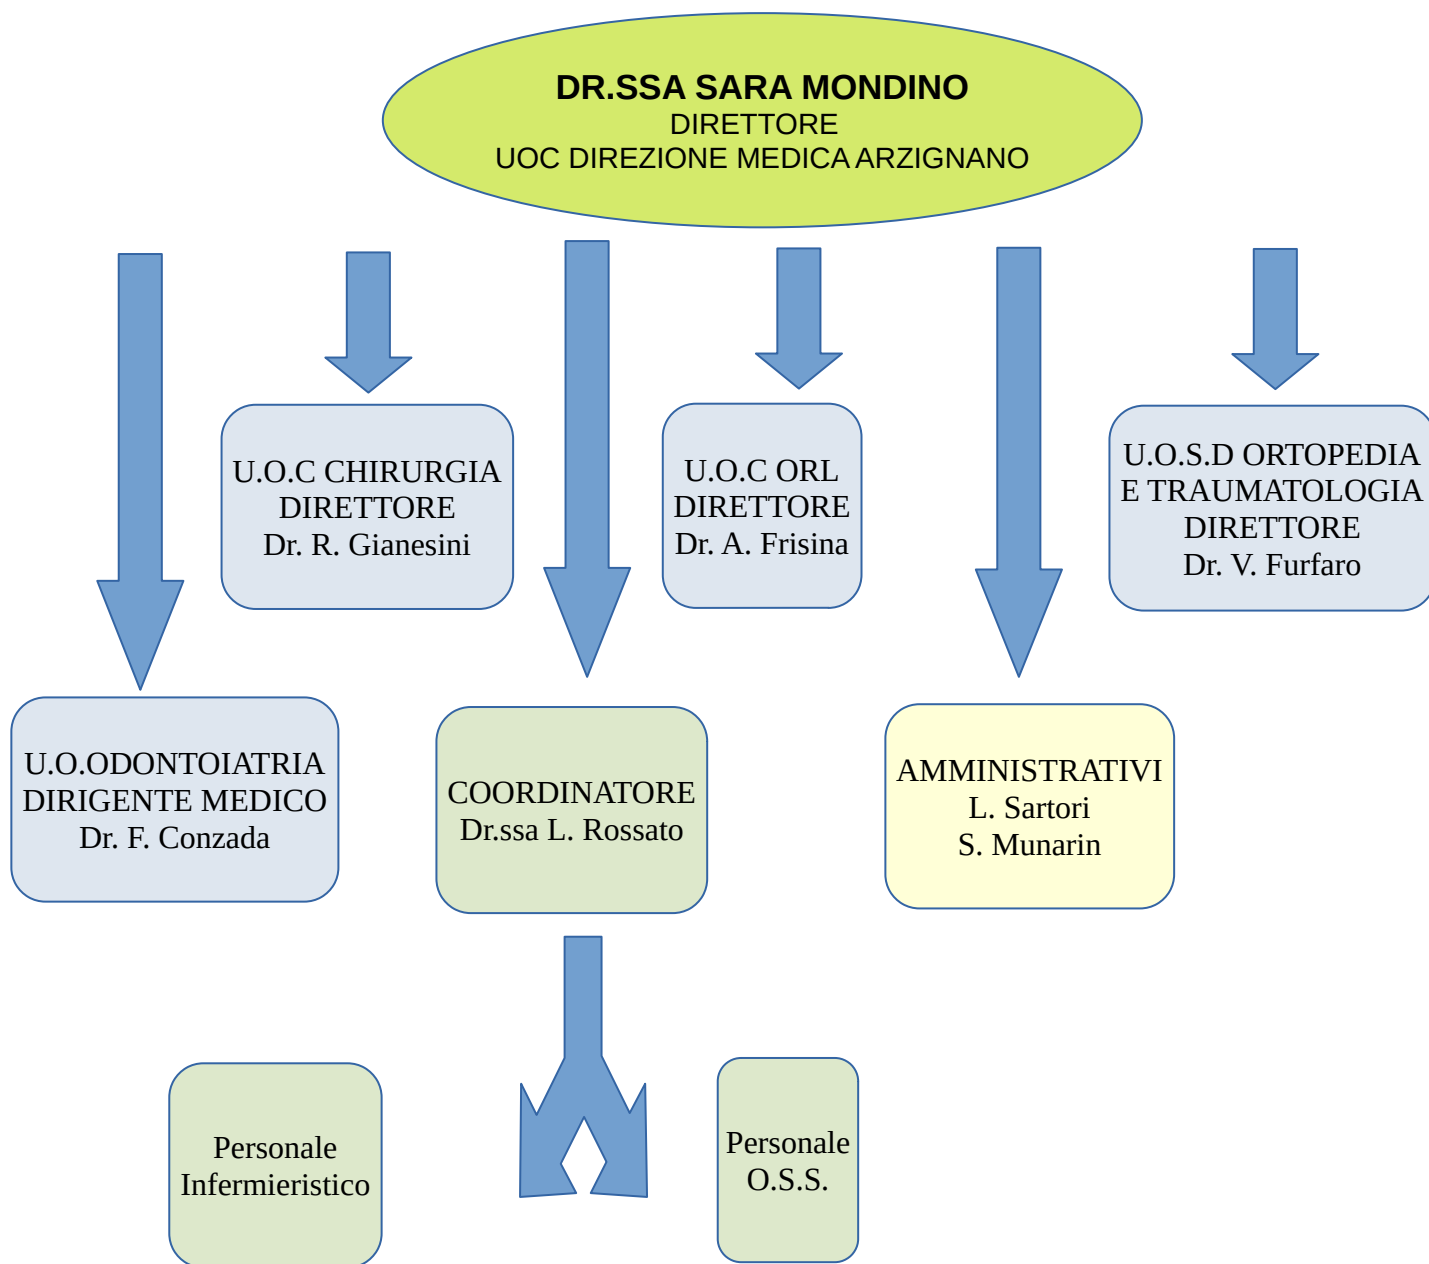 DR.SSA SARA MONDINO
DIRETTORE
UOC DIREZIONE MEDICA ARZIGNANO
U.O.C CHIRURGIA
DIRETTORE
Dr. R. Gianesini
U.O.C ORL
DIRETTORE
Dr. A. Frisina
U.O.S.D ORTOPEDIA
E TRAUMATOLOGIA
DIRETTORE
Dr. V. Furfaro
U.O.ODONTOIATRIA
DIRIGENTE MEDICO
Dr. F. Conzada
COORDINATORE
Dr.ssa L. Rossato
AMMINISTRATIVI
L. Sartori
S. Munarin
Personale
Infermieristico
Personale
O.S.S.